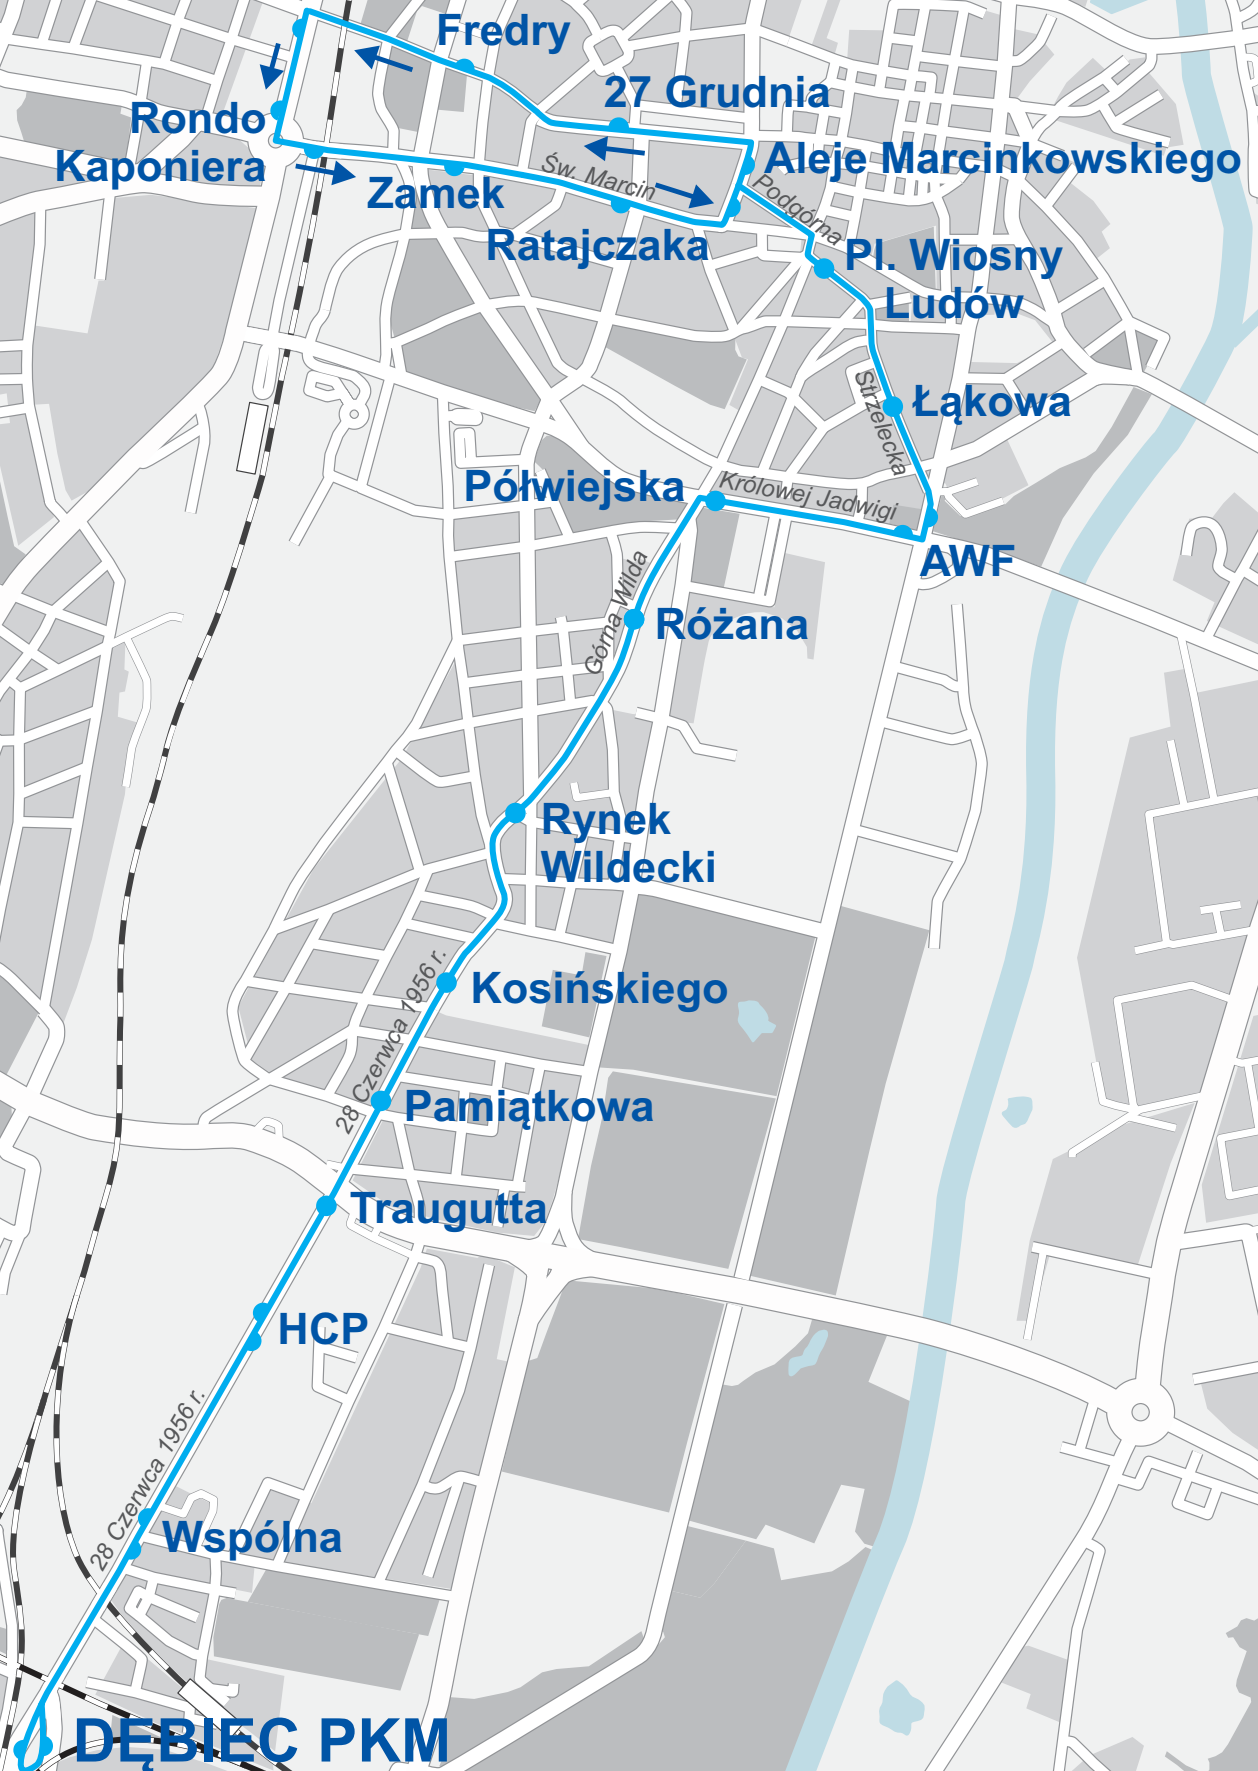 Fredry
27 Grudnia
Rondo
Kaponiera
Aleje Marcinkowskiego
Zamek
Św. Marcin
Podgórna
Ratajczaka
Pl. Wiosny
Ludów
Strzelecka
Łąkowa
Półwiejska
Królowej Jadwigi
AWF
Górna Wilda
Różana
Rynek
Wildecki
28 Czerwca 1956 r.
Kosińskiego
Pamiątkowa
Traugutta
HCP
28 Czerwca 1956 r.
Wspólna
DĘBIEC PKM